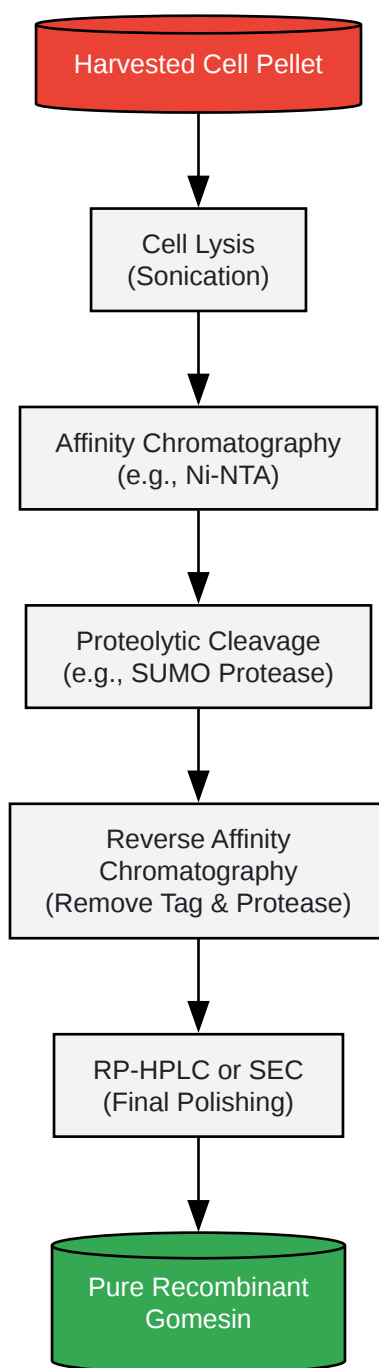 Harvested Cell Pellet
Cell Lysis
(Sonication)
Affinity Chromatography
(e.g., Ni-NTA)
Proteolytic Cleavage
(e.g., SUMO Protease)
Reverse Affinity
Chromatography
(Remove Tag & Protease)
RP-HPLC or SEC
(Final Polishing)
Pure Recombinant
Gomesin